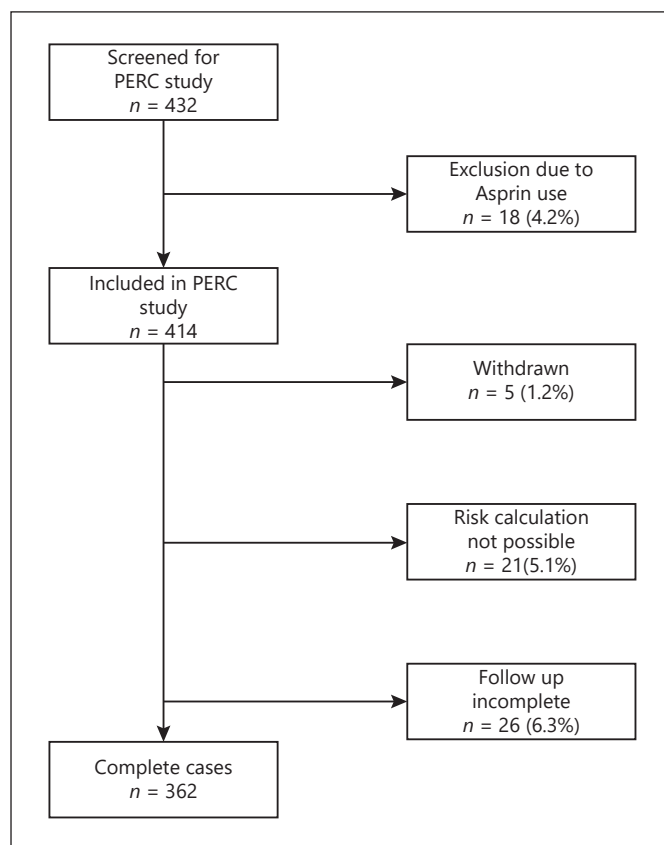 Screened for
PERC study
n = 432
Exclusion due to
Asprin use
n = 18 (4.2%)
Included in PERC
study
n = 414
Withdrawn
n = 5 (1.2%)
Risk calculation
not possible
n = 21(5.1%)
Follow up
incomplete
n = 26 (6.3%)
Complete cases
n = 362